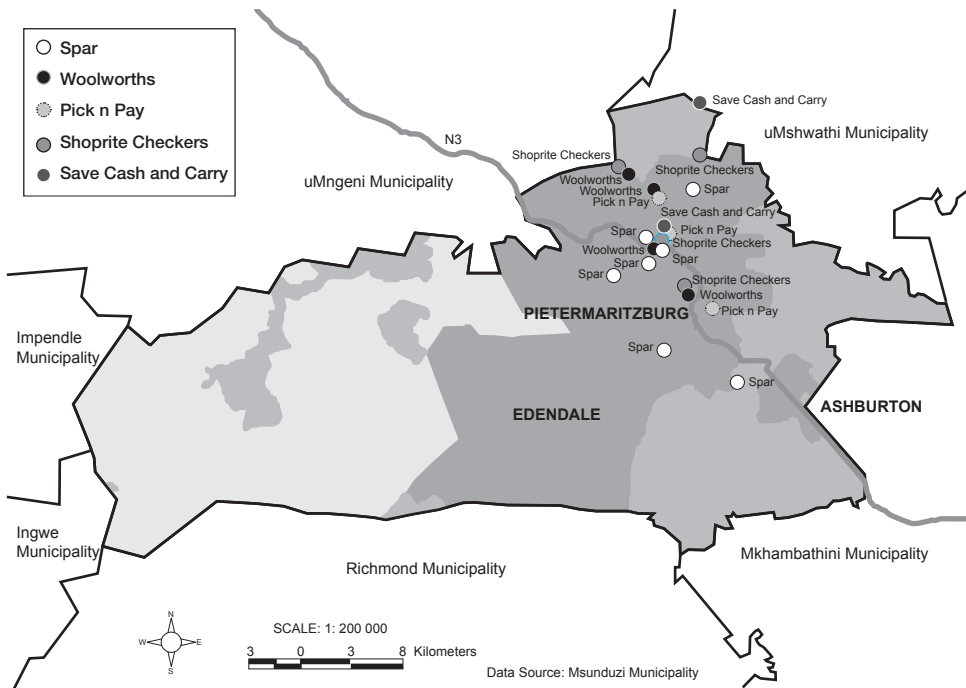 Spar
Woolworths
Pick n Pay
Shoprite Checkers
Save Cash and Carry
Save Cash and Carry
uMshwathi Municipality
N3
Shoprite Checkers
Shoprite Checkers
uMngeni Municipality
Woolworths
Woolworths
Spar
Pick n Pay
Save Cash and Carry
Spar
Pick n Pay
Shoprite Checkers
Woolworths
Spar
Spar
Spar
Shoprite Checkers
Woolworths
PIETERMARITZBURG
Pick n Pay
Impendle
Municipality
Spar
Spar
EDENDALE
ASHBURTON
Ingwe
Municipality
Mkhambathini Municipality
Richmond Municipality
N
W
E
S
SCALE: 1: 200 000
3 0 3 8 Kilometers
Data Source: Msunduzi Municipality